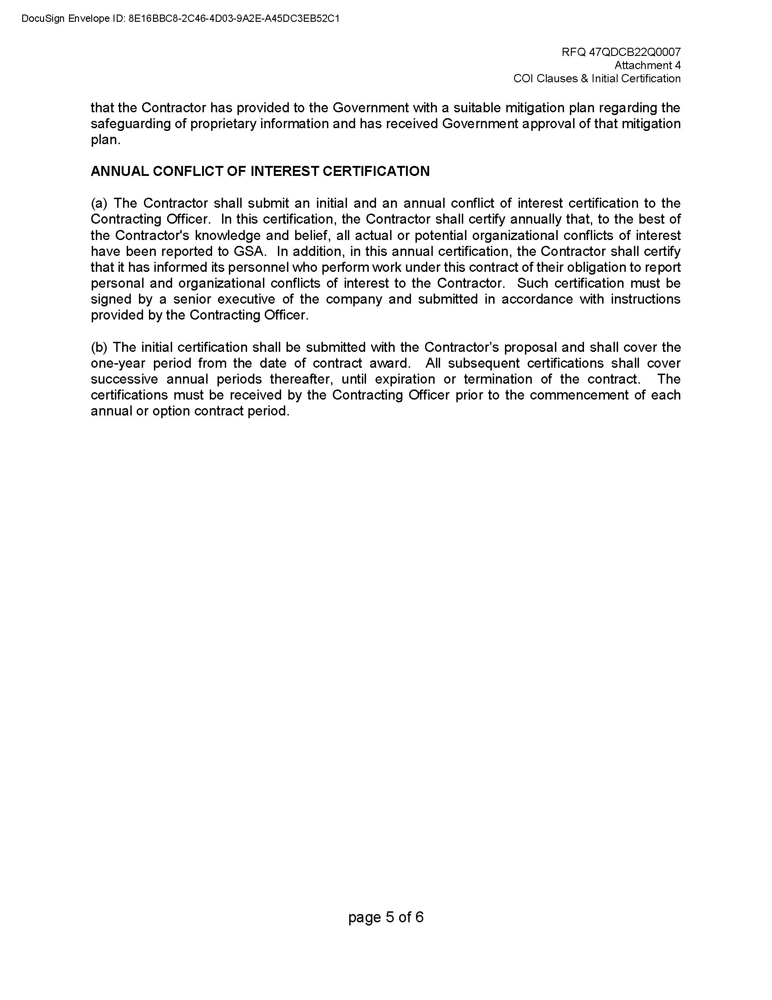 DocuSign Envelope ID: 8E16BBC8-2C46-4D03-9A2E-A45DC3EB52C1
RFQ 47QDCB22Q0007
Attachment 4
COI Clauses & Initial Certification
that the Contractor has provided to the Government with a suitable mitigation plan regarding the
safeguarding of proprietary information and has received Government approval of that mitigation
plan.
ANNUAL CONFLICT OF INTEREST CERTIFICATION
(a) The Contractor shall submit an initial and an annual conflict of interest certification to the
Contracting Officer.  In this certification, the Contractor shall certify annually that, to the best of
the Contractor's knowledge and belief, all actual or potential organizational conflicts of interest
have been reported to GSA.  In addition, in this annual certification, the Contractor shall certify
that it has informed its personnel who perform work under this contract of their obligation to report
personal and organizational conflicts of interest to the Contractor.  Such certification must be
signed by a senior executive of the company and submitted in accordance with instructions
provided by the Contracting Officer.
(b) The initial certification shall be submitted with the Contractor’s proposal and shall cover the
one-year period from the date of contract award.  All subsequent certifications shall cover
successive annual periods thereafter, until expiration or termination of the contract.  The
certifications must be received by the Contracting Officer prior to the commencement of each
annual or option contract period.
page 5 of 6